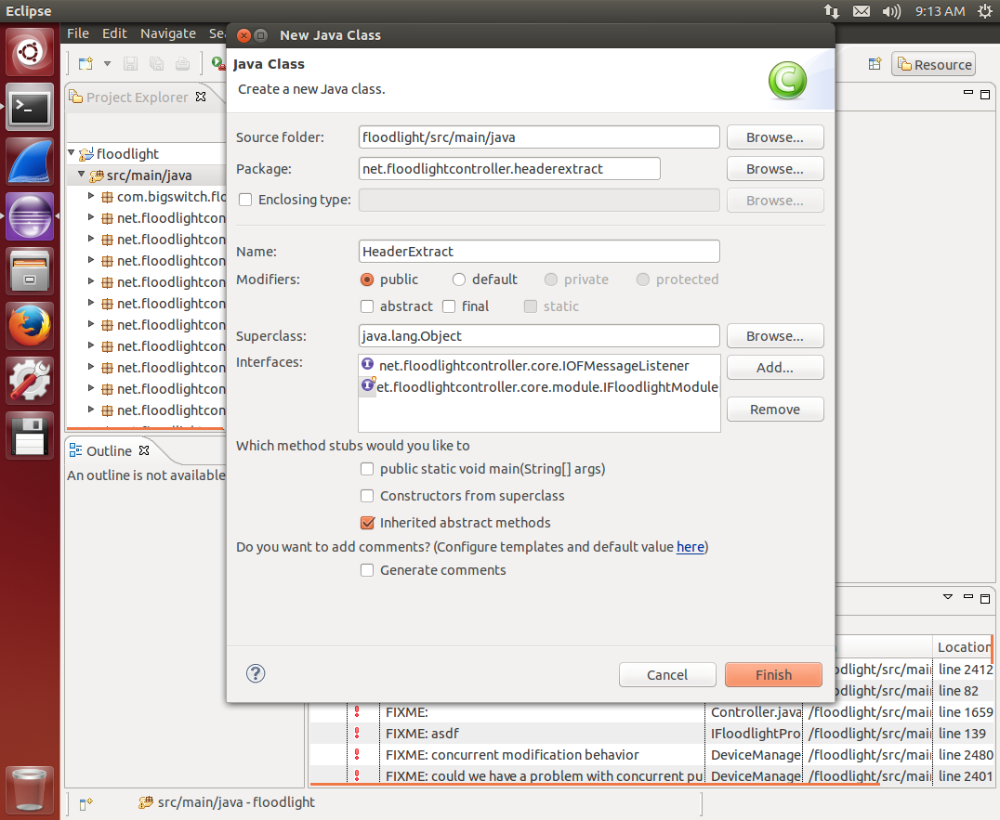 Eclipse
9:13 AM
File Edit Navigate Sea
New Java Class
Resource
Java Class
Create a new Java class.
Project Explorer
floodlight
src/main/java
com.bigswitch.flo
net.floodlightcon
net.floodlightcon
net.floodlightcon
net.floodlightcon
net.floodlightcon
net.floodlightcon
net.floodlightcon
net.floodlightcon
net.floodlightcon
net.floodlightcon
Outline
An outline is not available
Source folder: floodlight/src/main/java Browse...
Package: net.floodlightcontroller.headerextract Browse...
Enclosing type: Browse...
Name: HeaderExtract
Modifiers: public default private protected
abstract final static
Superclass: java.lang.Object Browse...
Interfaces: net.floodlightcontroller.core.IOFMessageListener Add...
et.floodlightcontroller.core.module.IFloodlightModule
Remove
Which method stubs would you like to
public static void main(String[] args)
Constructors from superclass
Inherited abstract methods
Do you want to add comments? (Configure templates and default value here)
Generate comments
? Cancel Finish
Location
odlight/src/mai line 2412
odlight/src/mai line 82
FIXME: Controller.java /floodlight/src/mai line 1659
FIXME: asdf IFloodlightPro /floodlight/src/mai line 139
FIXME: concurrent modification behavior DeviceManage /floodlight/src/mai line 2480
FIXME: could we have a problem with concurrent pu DeviceManage /floodlight/src/mai line 2401
src/main/java - floodlight